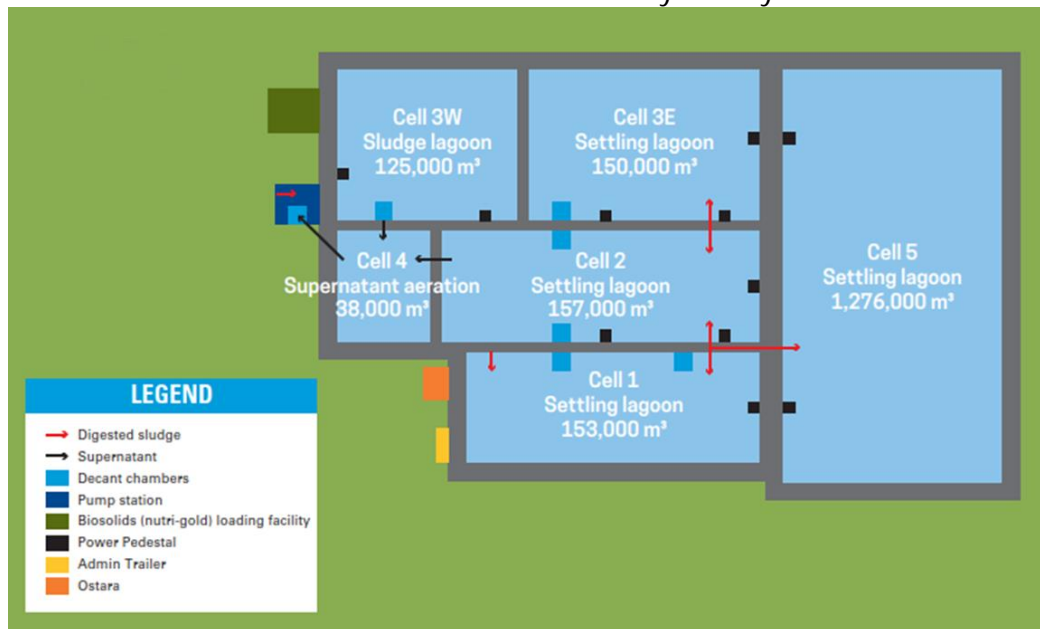 Cell 3W
Sludge lagoon
125,000 m³
Cell 3E
Settling lagoon
150,000 m³
Cell 4
Supernatant aeration
38,000 m³
Cell 2
Settling lagoon
157,000 m³
Cell 5
Settling lagoon
1,276,000 m³
Cell 1
Settling lagoon
153,000 m³
LEGEND
Digested sludge
Supernatant
Decant chambers
Pump station
Biosolids (nutri-gold) loading facility
Power Pedestal
Admin Trailer
Ostara